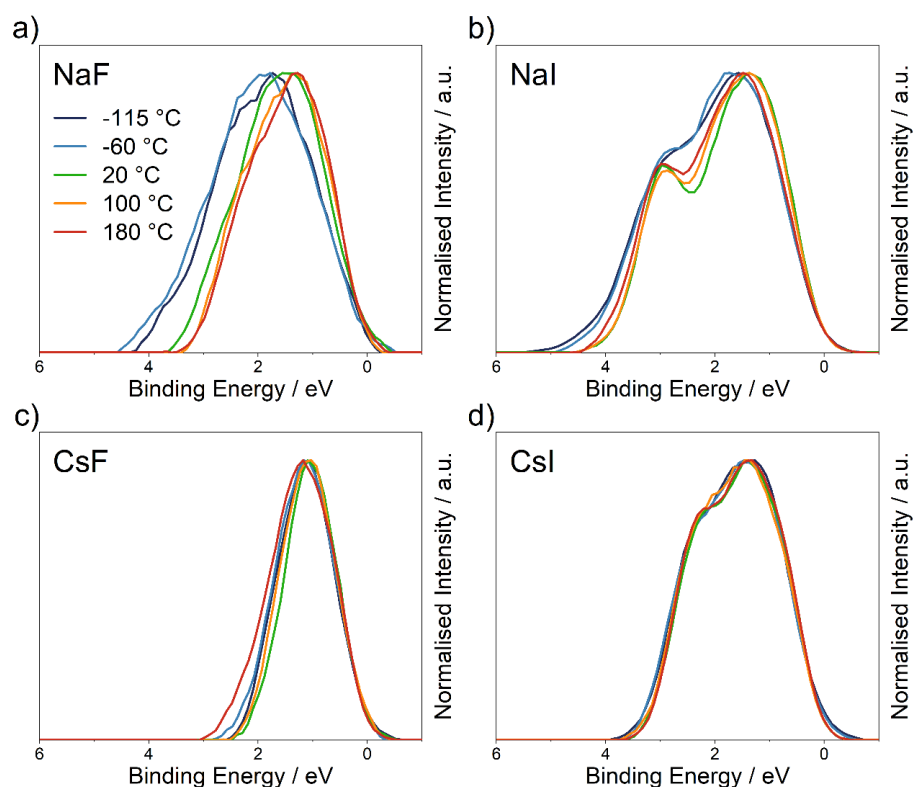 a)
NaF
-115 °C
-60 °C
20 °C
100 °C
180 °C
6 4 2 0
Binding Energy / eV
Normalised Intensity / a.u.
b)
NaI
6 4 2 0
Binding Energy / eV
Normalised Intensity / a.u.
c)
CsF
6 4 2 0
Binding Energy / eV
Normalised Intensity / a.u.
d)
CsI
6 4 2 0
Binding Energy / eV
Normalised Intensity / a.u.